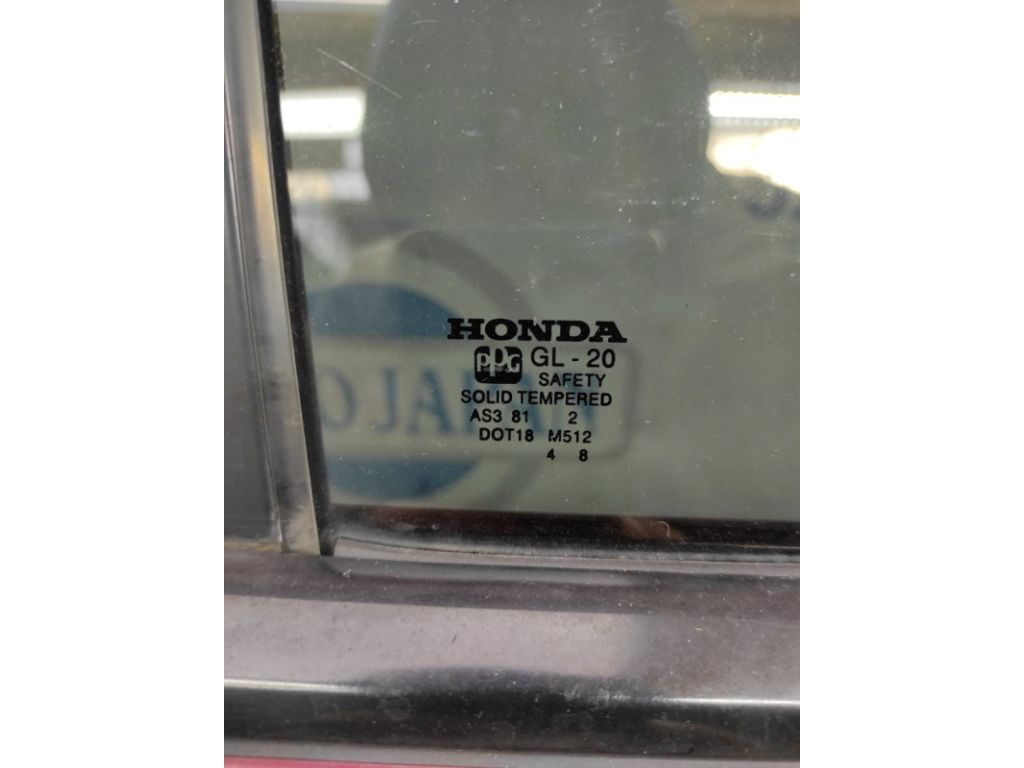 HONDA
PPG GL - 20
SAFETY
SOLID TEMPERED
AS3 81 2
DOT18 M512
4 8